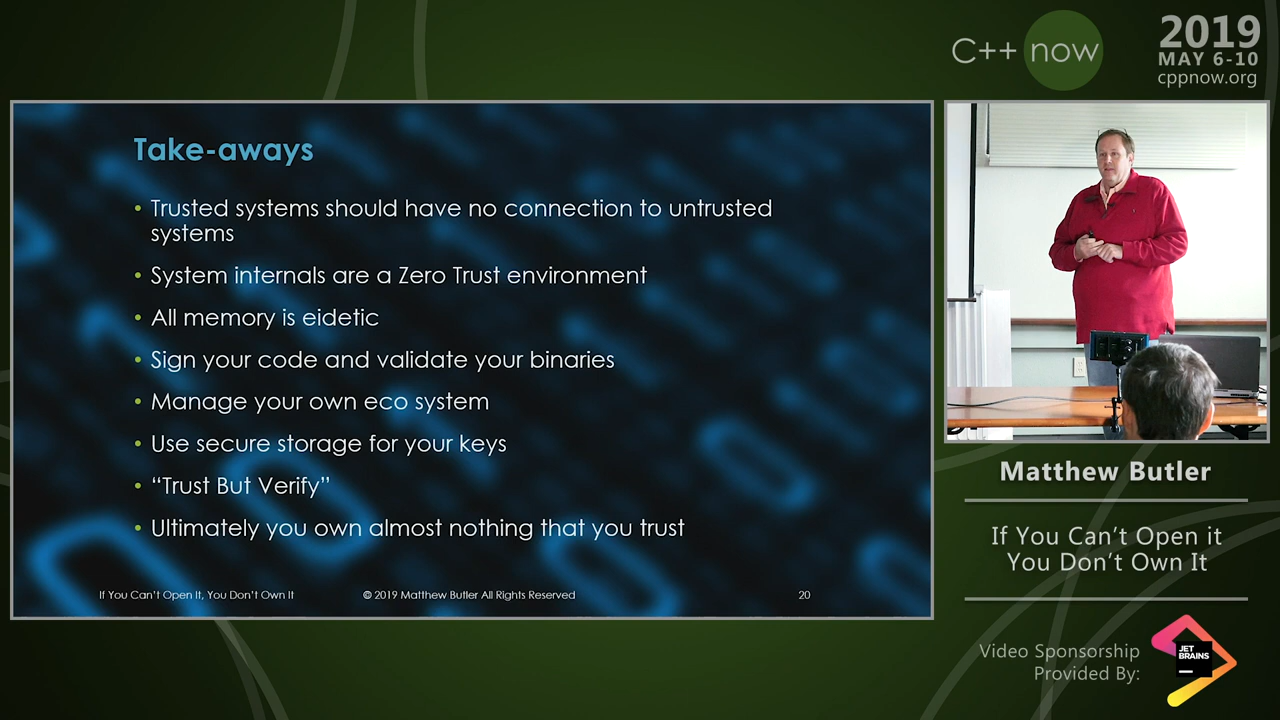 C++ now
2019
MAY 6-10
cppnow.org
Take-aways
• Trusted systems should have no connection to untrusted
systems
• System internals are a Zero Trust environment
• All memory is eidetic
• Sign your code and validate your binaries
• Manage your own eco system
• Use secure storage for your keys
• “Trust But Verify”
• Ultimately you own almost nothing that you trust
If You Can’t Open It, You Don’t Own It
© 2019 Matthew Butler All Rights Reserved
20
Matthew Butler
If You Can’t Open it
You Don’t Own It
Video Sponsorship
Provided By:
JET
BRAINS